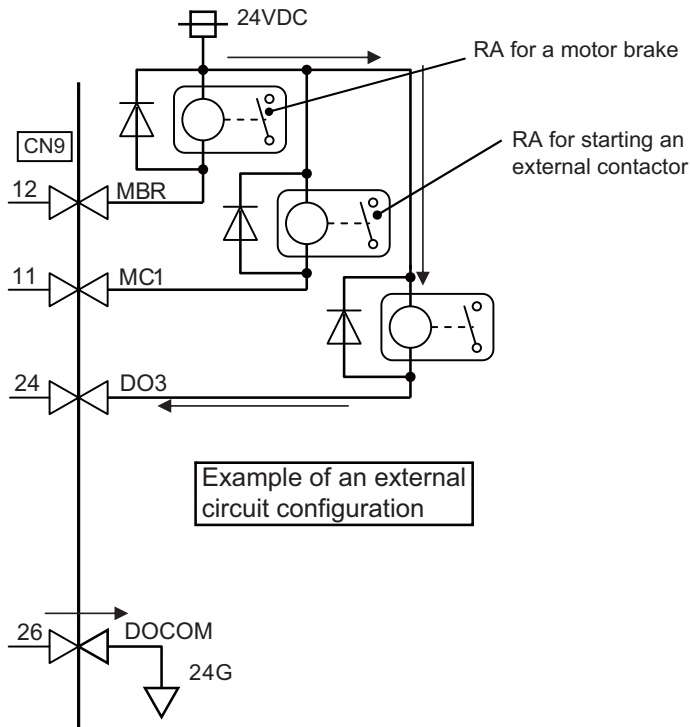 24VDC
RA for a motor brake
CN9
RA for starting an
external contactor
12
MBR
11
MC1
24
DO3
Example of an external
circuit configuration
26
DOCOM
24G